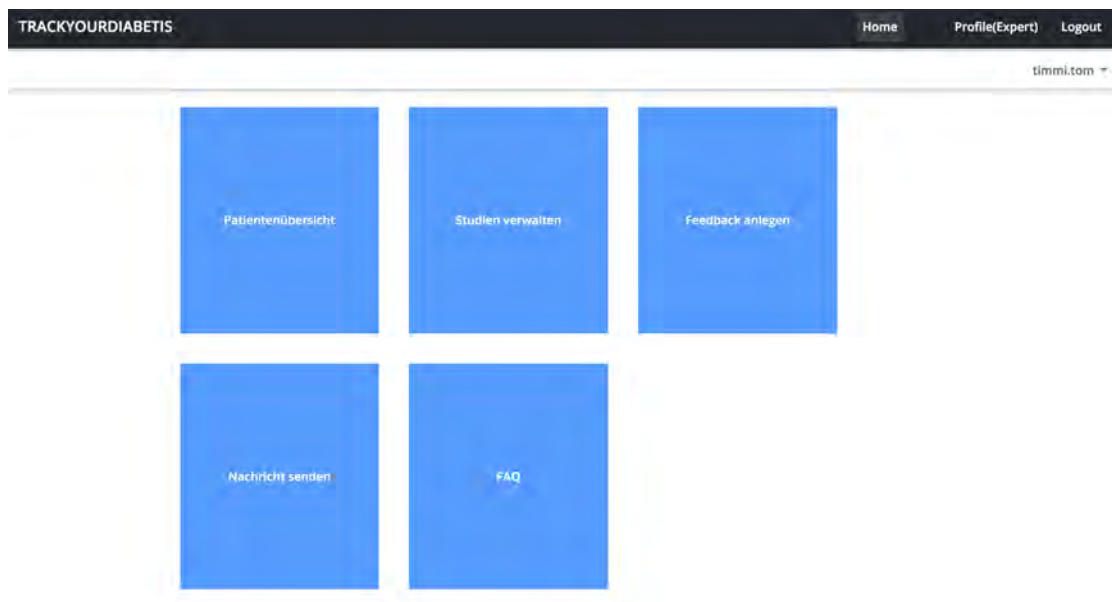 TRACKYOURDIABETIS Home Profile(Expert) Logout
timmi.tom
Patientenübersicht Studien verwalten Feedback anlegen
Nachricht senden FAQ